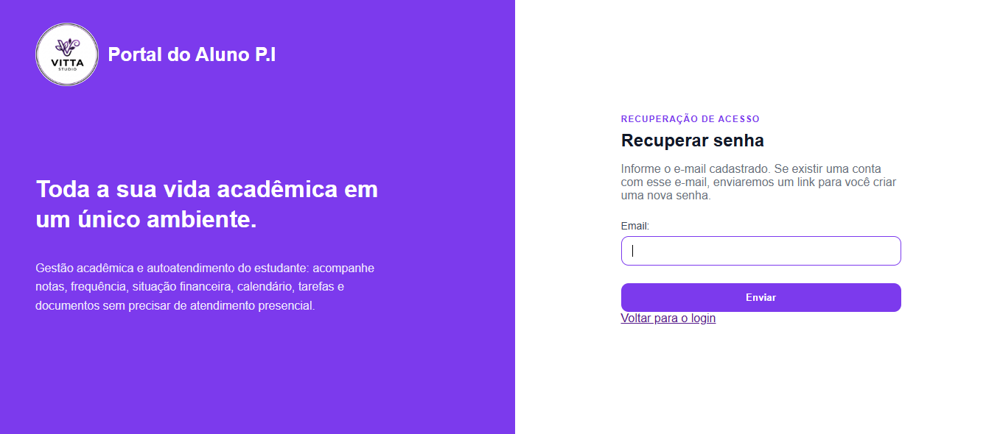 VITTA
STUDIO
Portal do Aluno P.I
Toda a sua vida acadêmica em
um único ambiente.
Gestão acadêmica e autoatendimento do estudante: acompanhe
notas, frequência, situação financeira, calendário, tarefas e
documentos sem precisar de atendimento presencial.
RECUPERAÇÃO DE ACESSO
Recuperar senha
Informe o e-mail cadastrado. Se existir uma conta
com esse e-mail, enviaremos um link para você criar
uma nova senha.
Email:
Enviar
Voltar para o login